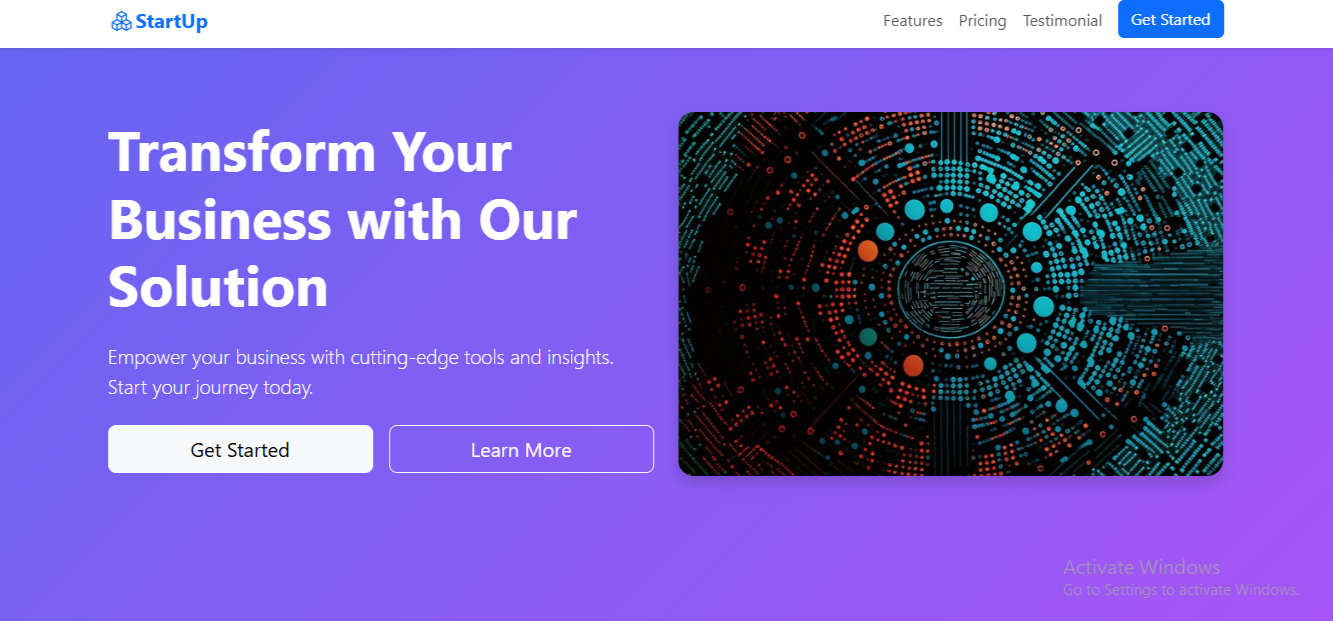 StartUp
Features
Pricing
Testimonial
Get Started
Transform Your
Business with Our
Solution
Empower your business with cutting-edge tools and insights.
Start your journey today.
Get Started
Learn More
Activate Windows
Go to Settings to activate Windows.